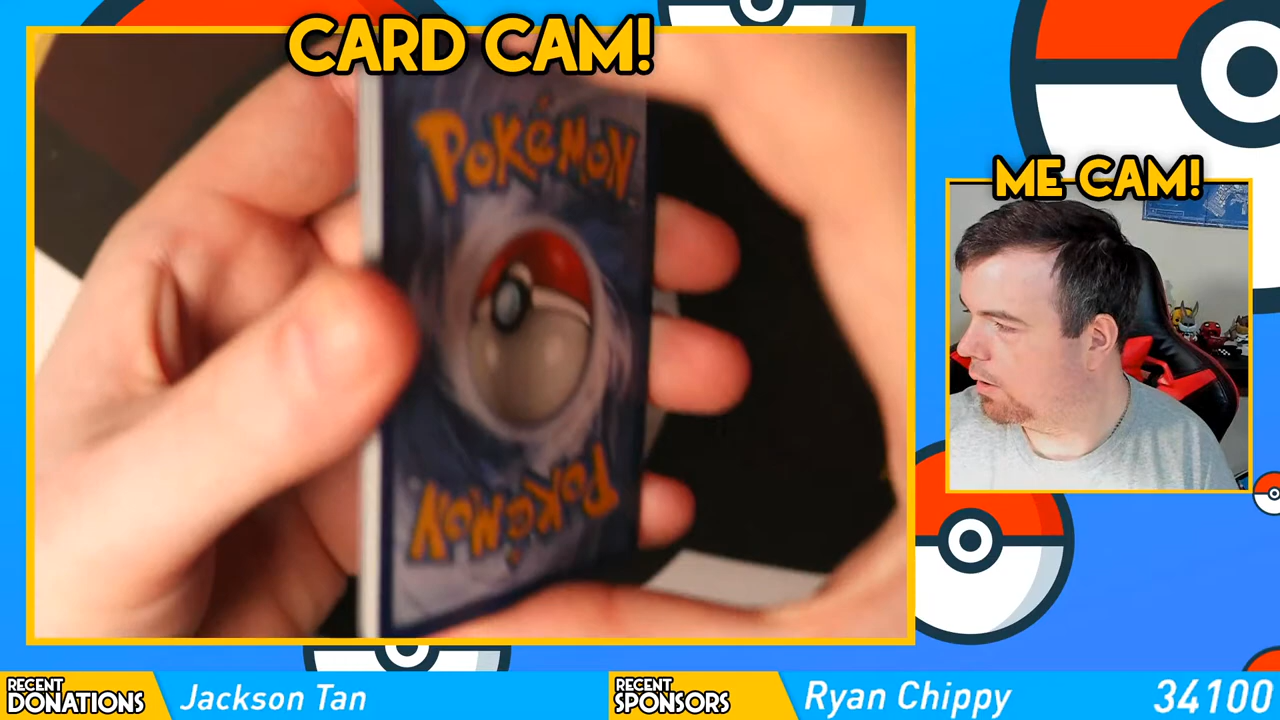 CARD CAM!
POKéMON
POKéMON
ME CAM!
RECENT
DONATIONS
Jackson Tan
RECENT
SPONSORS
Ryan Chippy
34100